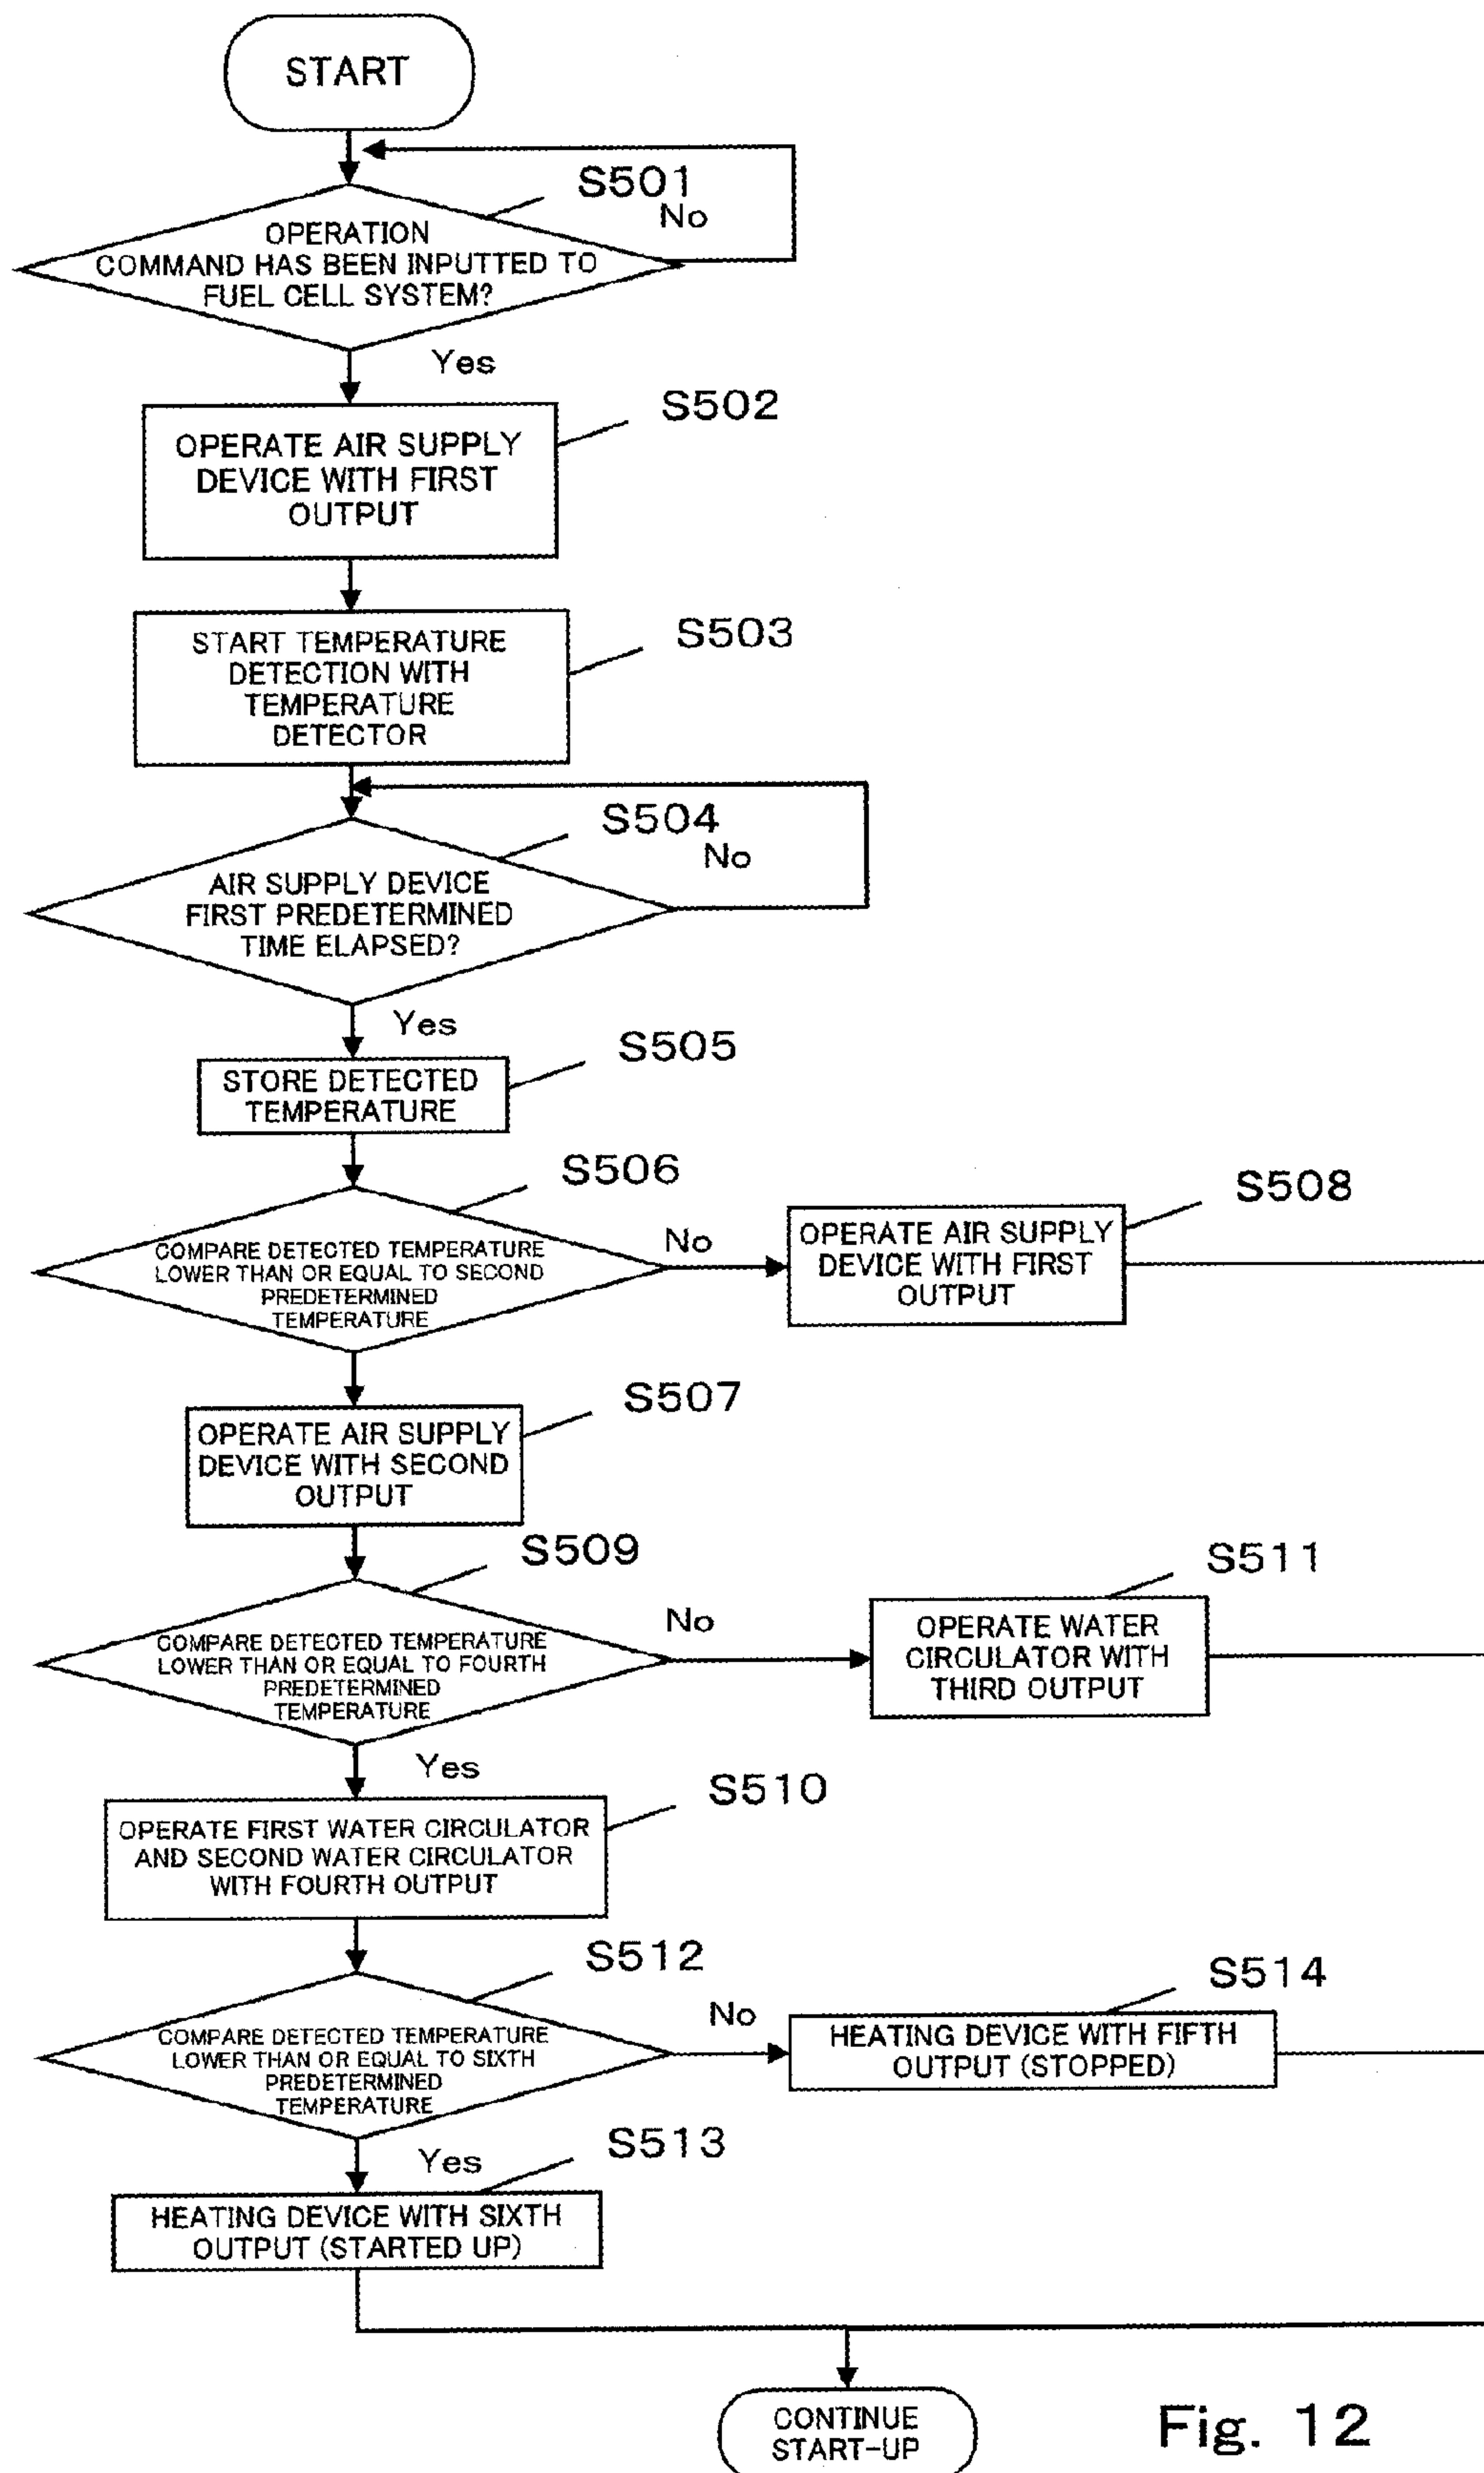 START
S501
No
OPERATION
COMMAND HAS BEEN INPUTTED TO
FUEL CELL SYSTEM?
Yes
S502
OPERATE AIR SUPPLY
DEVICE WITH FIRST
OUTPUT
S503
START TEMPERATURE
DETECTION WITH
TEMPERATURE
DETECTOR
S504
No
AIR SUPPLY DEVICE
FIRST PREDETERMINED
TIME ELAPSED?
Yes
S505
STORE DETECTED
TEMPERATURE
S506
COMPARE DETECTED TEMPERATURE
LOWER THAN OR EQUAL TO SECOND
PREDETERMINED
TEMPERATURE
No
S508
OPERATE AIR SUPPLY
DEVICE WITH FIRST
OUTPUT
S507
OPERATE AIR SUPPLY
DEVICE WITH SECOND
OUTPUT
S509
COMPARE DETECTED TEMPERATURE
LOWER THAN OR EQUAL TO FOURTH
PREDETERMINED
TEMPERATURE
No
S511
OPERATE WATER
CIRCULATOR WITH
THIRD OUTPUT
Yes
S510
OPERATE FIRST WATER CIRCULATOR
AND SECOND WATER CIRCULATOR
WITH FOURTH OUTPUT
S512
COMPARE DETECTED TEMPERATURE
LOWER THAN OR EQUAL TO SIXTH
PREDETERMINED
TEMPERATURE
No
S514
HEATING DEVICE WITH FIFTH
OUTPUT (STOPPED)
Yes
S513
HEATING DEVICE WITH SIXTH
OUTPUT (STARTED UP)
CONTINUE
START-UP
Fig. 12